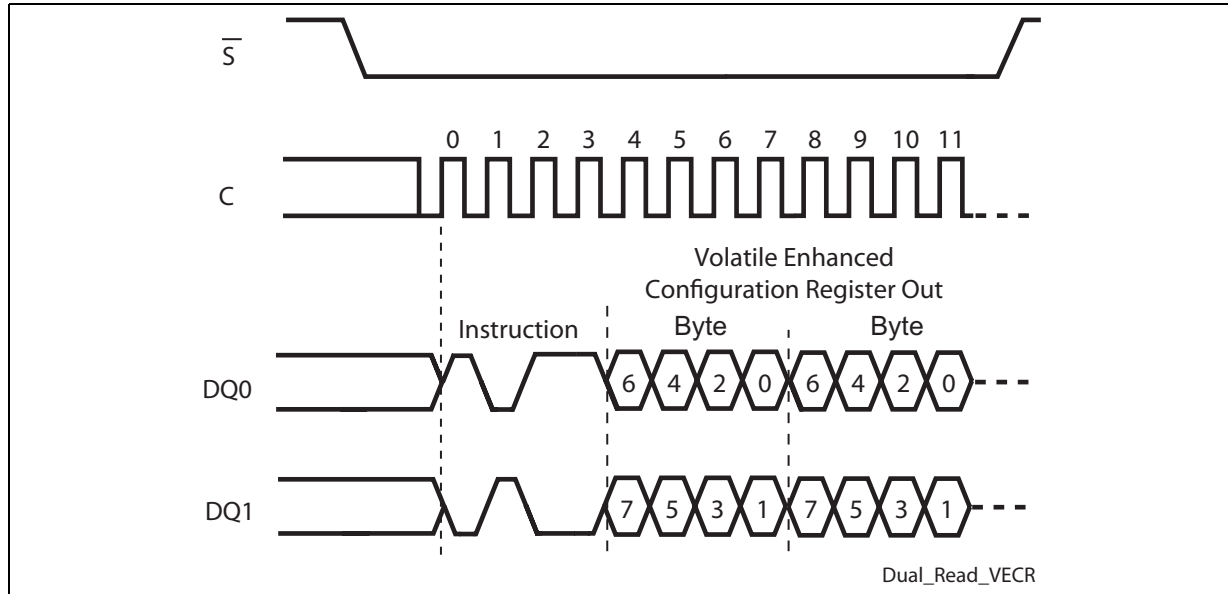 S
0 1 2 3 4 5 6 7 8 9 10 11
C
Volatile Enhanced
Configuration Register Out
Instruction Byte Byte
DQ0 6 4 2 0 6 4 2 0
DQ1 7 5 3 1 7 5 3 1
Dual_Read_VECR